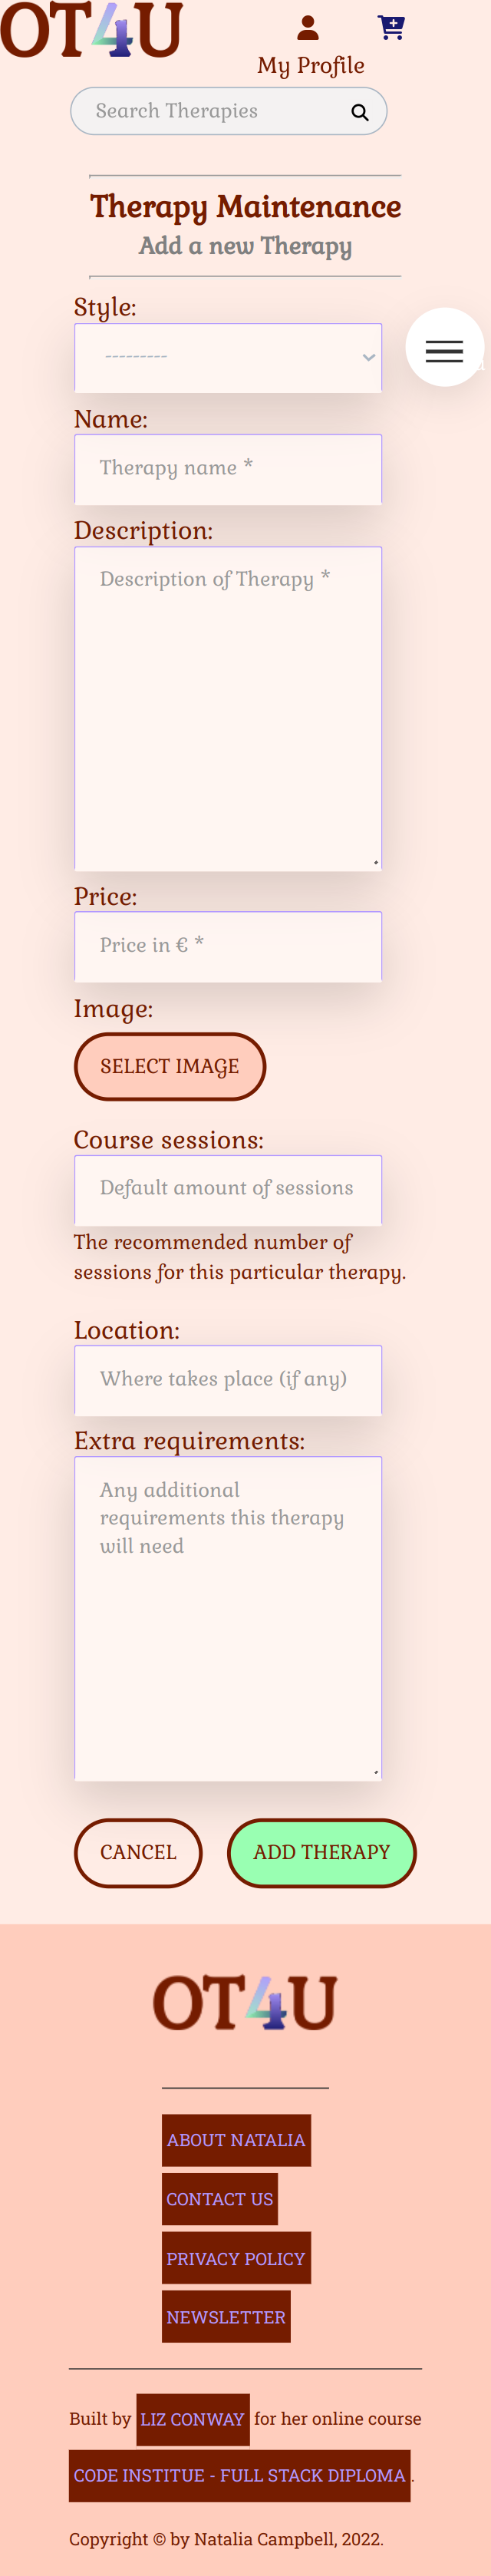 OT4U
My Profile
Search Therapies
Therapy Maintenance
Add a new Therapy
Style:
---------
Name:
Therapy name *
Description:
Description of Therapy *
Price:
Price in € *
Image:
SELECT IMAGE
Course sessions:
Default amount of sessions
The recommended number of
sessions for this particular therapy.
Location:
Where takes place (if any)
Extra requirements:
Any additional
requirements this therapy
will need
CANCEL
ADD THERAPY
OT4U
ABOUT NATALIA
CONTACT US
PRIVACY POLICY
NEWSLETTER
Built by LIZ CONWAY for her online course
CODE INSTITUE - FULL STACK DIPLOMA .
Copyright © by Natalia Campbell, 2022.